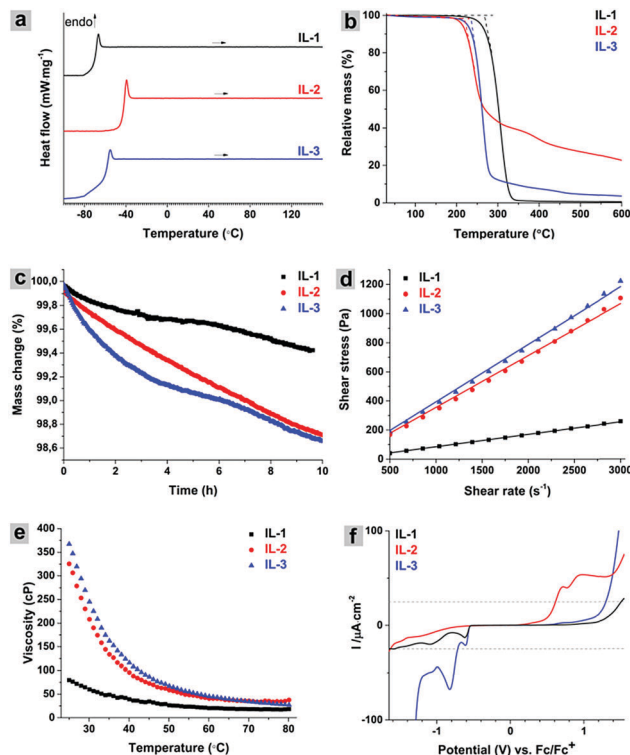 a
endo
IL-1
IL-2
IL-3
Heat flow (mW·mg⁻¹)
-80 -40 0 40 80 120
Temperature (◦C)
b
IL-1
IL-2
IL-3
Relative mass (%)
100
80
60
40
20
0
100 200 300 400 500 600
Temperature (°C)
c
IL-1
IL-2
IL-3
Mass change (%)
100,0
99,8
99,6
99,4
99,2
99,0
98,8
98,6
0 2 4 6 8 10
Time (h)
d
IL-1
IL-2
IL-3
Shear stress (Pa)
1200
1000
800
600
400
200
0
500 1000 1500 2000 2500 3000
Shear rate (s⁻¹)
e
IL-1
IL-2
IL-3
Viscosity (cP)
400
350
300
250
200
150
100
50
0
30 40 50 60 70 80
Temperature (◦C)
f
IL-1
IL-2
IL-3
I /µA·cm⁻²
100
50
0
-50
-100
-1 0 1
Potential (V) vs. Fc/Fc⁺